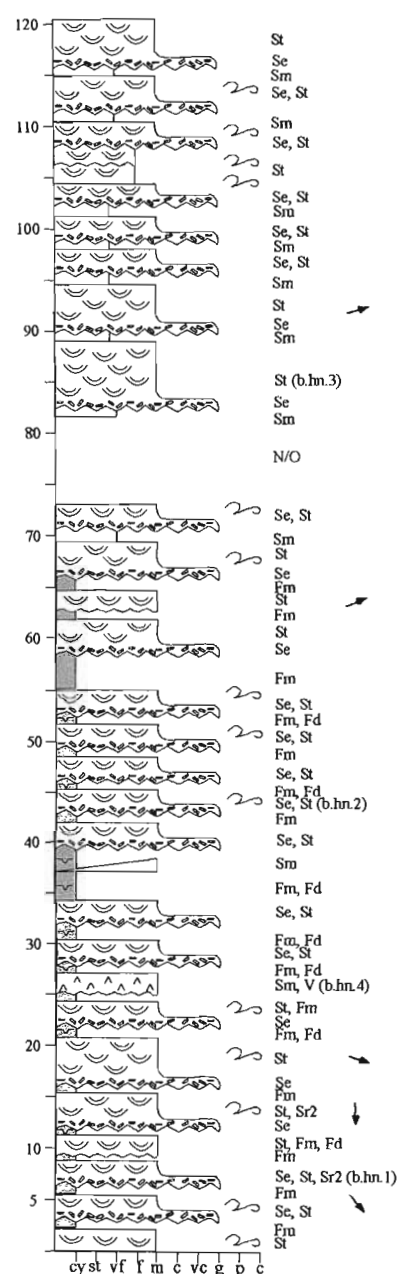 120
St
Se
Sm
Se, St
110
Sm
Se, St
St
Se, St
Sm
100
Se, St
Sm
Se, St
Sm
St
90
Se
Sm
St (b.hn.3)
Se
Sm
80
N/O
Se, St
70
Sm
St
Se
Fm
St
Fm
60
St
Se
Fm
Se, St
Fm, Fd
50
Se, St
Fm
Se, St
Fm, Fd
Se, St (b.hn.2)
Fm
40
Se, St
Sm
Fm, Fd
Se, St
30
Fm, Fd
Se, St
Fm, Fd
Sm, V (b.hn.4)
St, Fm
Se
Fm, Fd
20
St
Se
Fm
St, Sr2
Se
10
St, Fm, Fd
Fm
Se, St, Sr2 (b.hn.1)
Fm
5
Se, St
Fm
St
cy st vf f m c vc g p c